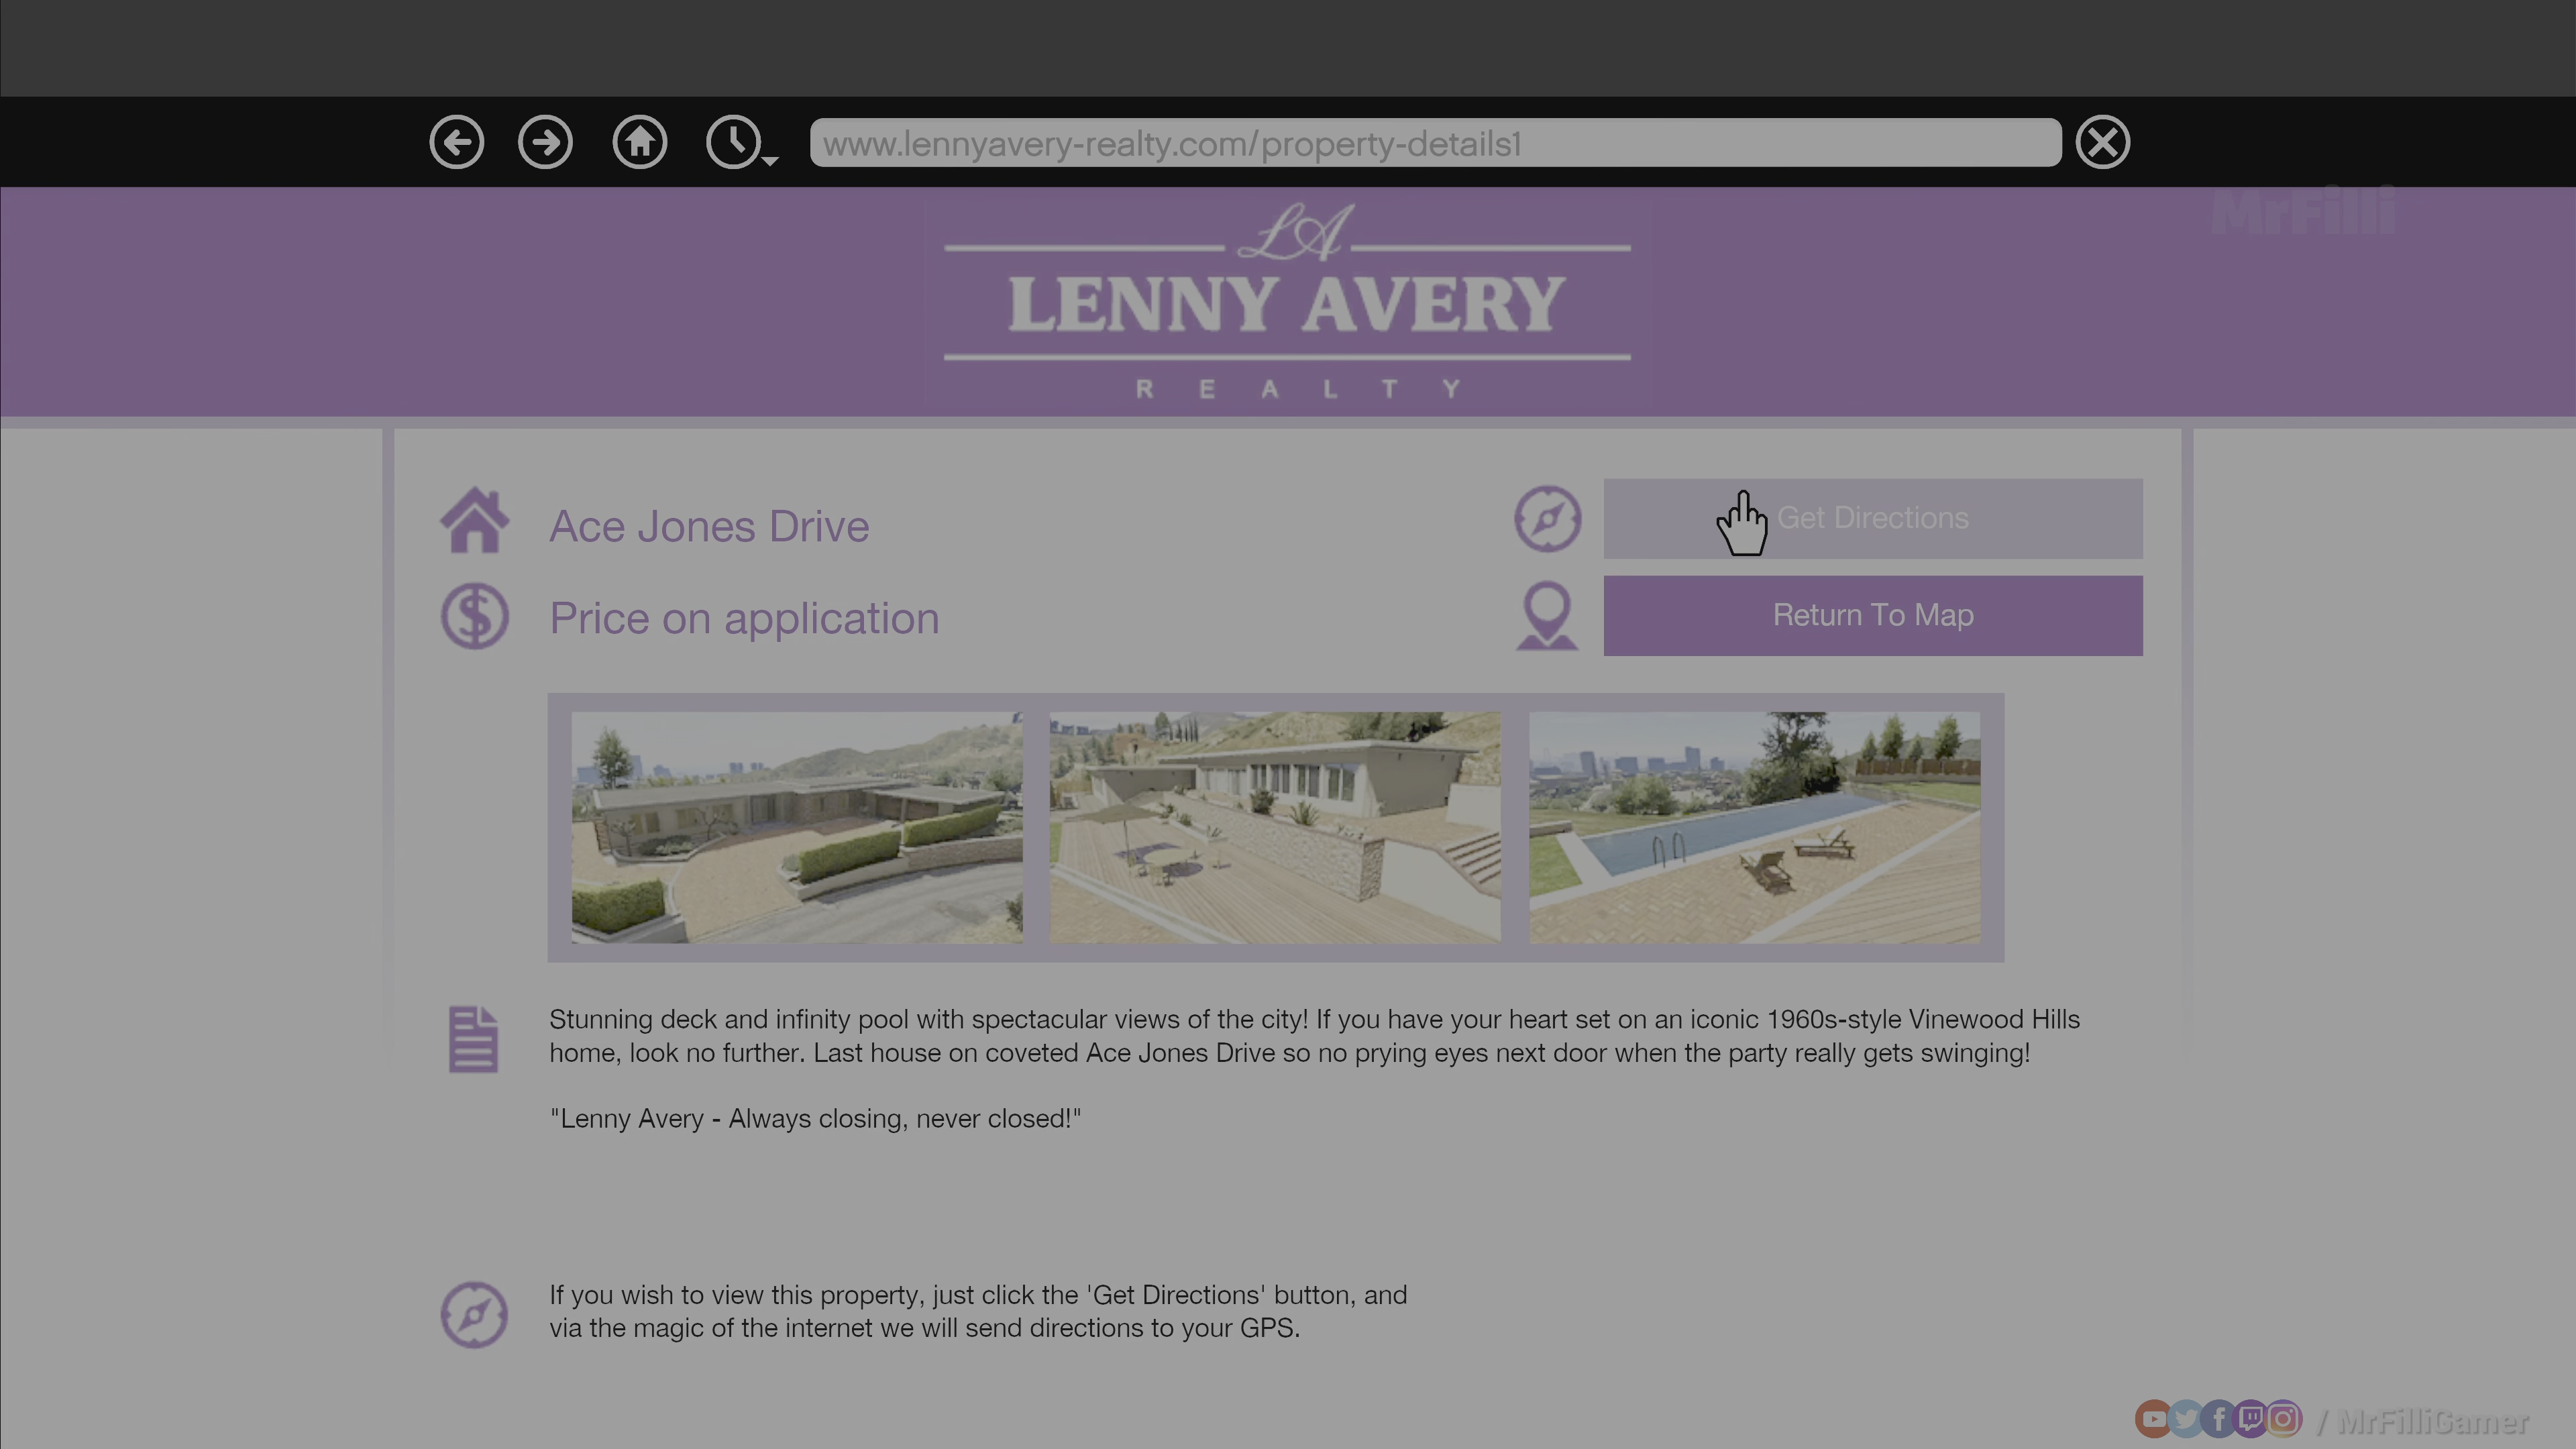 www.lennyavery-realty.com/property-details1
MrFilli
LA
LENNY AVERY
REALTY
Ace Jones Drive
Get Directions
Price on application
Return To Map
Stunning deck and infinity pool with spectacular views of the city! If you have your heart set on an iconic 1960s-style Vinewood Hills
home, look no further. Last house on coveted Ace Jones Drive so no prying eyes next door when the party really gets swinging!
"Lenny Avery - Always closing, never closed!"
If you wish to view this property, just click the 'Get Directions' button, and
via the magic of the internet we will send directions to your GPS.
/ MrFilliGamer